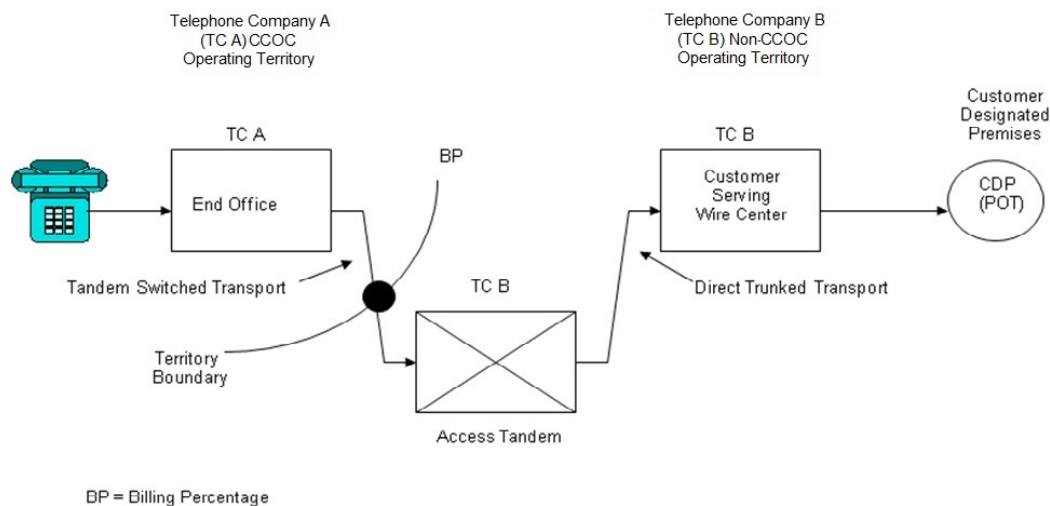 Telephone Company A
(TC A) CCOC
Operating Territory
Telephone Company B
(TC B) Non-CCOC
Operating Territory
Customer
Designated
Premises
TC A
End Office
BP
TC B
Customer
Serving
Wire Center
CDP
(POT)
Tandem Switched Transport
TC B
Direct Trunked Transport
Territory
Boundary
Access Tandem
BP = Billing Percentage